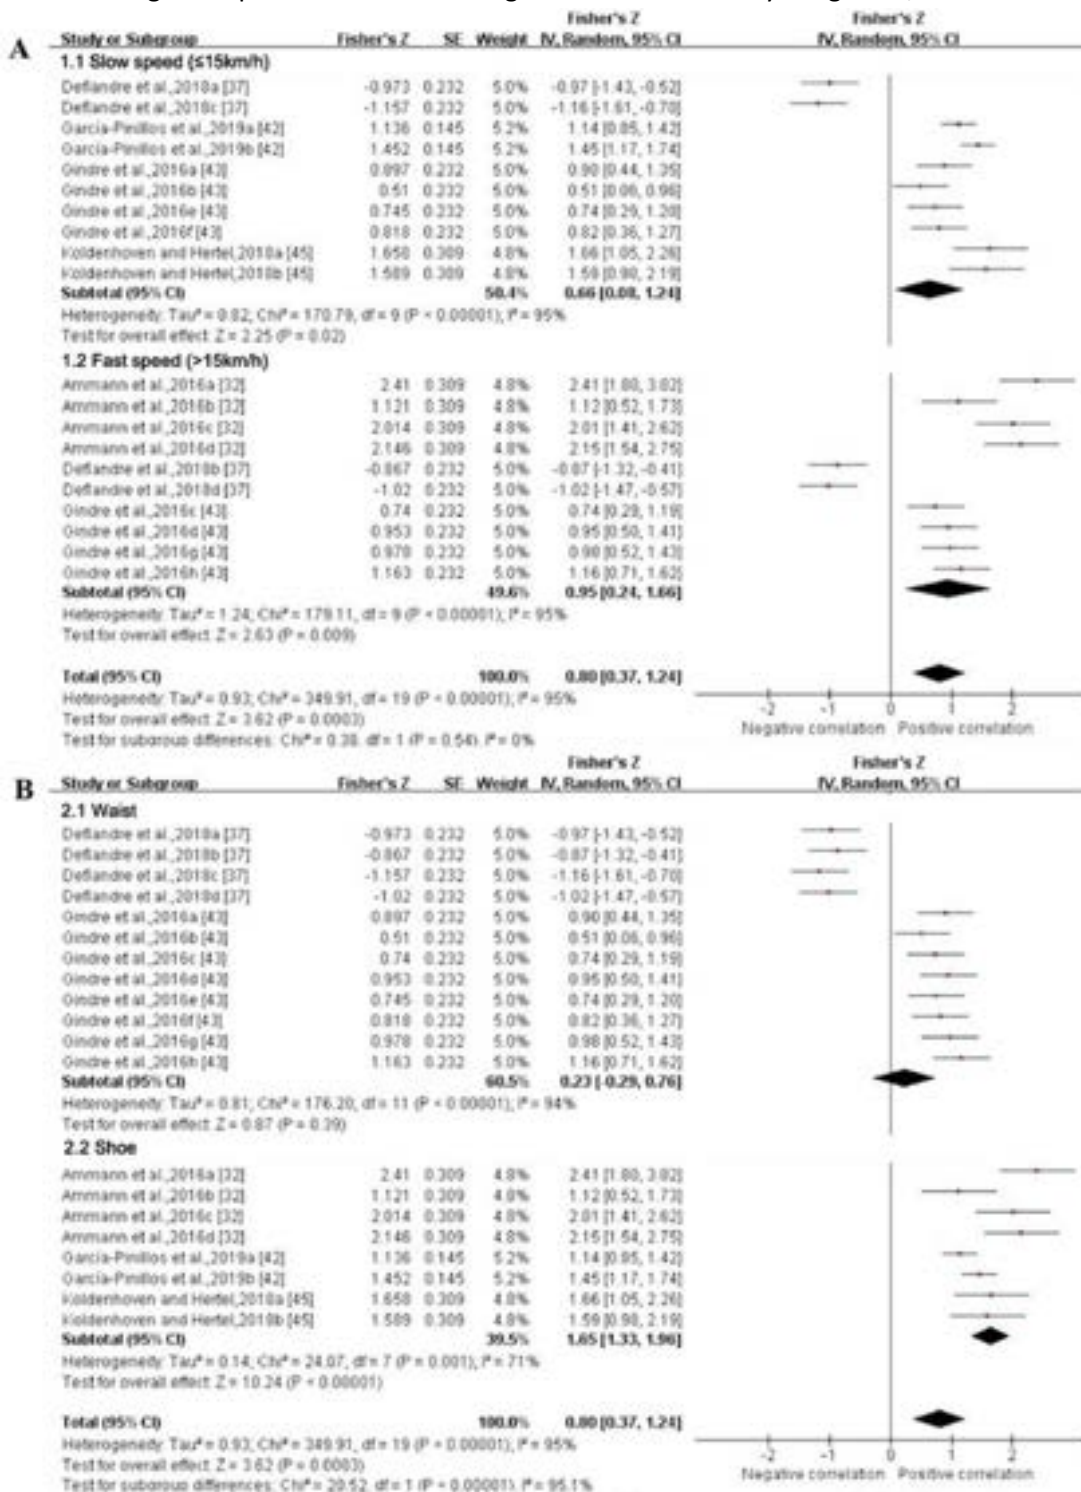 Fisher's Z Fisher's Z
A Study or Subgroup Fisher's Z SE Weight IV, Random, 95% CI IV, Random, 95% CI
1.1 Slow speed (≤15km/h)
Deflandre et al.,2018a [37] -0.973 0.232 5.0% -0.97 [-1.43, -0.52]
Deflandre et al.,2018c [37] -1.157 0.232 5.0% -1.16 [-1.61, -0.70]
García-Pinillos et al.,2019a [42] 1.136 0.145 5.2% 1.14 [0.85, 1.42]
García-Pinillos et al.,2019b [42] 1.452 0.145 5.2% 1.45 [1.17, 1.74]
Gindre et al.,2016a [43] 0.897 0.232 5.0% 0.90 [0.44, 1.35]
Gindre et al.,2016b [43] 0.51 0.232 5.0% 0.51 [0.06, 0.96]
Gindre et al.,2016e [43] 0.745 0.232 5.0% 0.74 [0.29, 1.20]
Gindre et al.,2016f [43] 0.818 0.232 5.0% 0.82 [0.36, 1.27]
Koldenhoven and Hertel,2018a [45] 1.658 0.309 4.8% 1.66 [1.05, 2.26]
Koldenhoven and Hertel,2018b [45] 1.589 0.309 4.8% 1.59 [0.98, 2.19]
Subtotal (95% CI) 50.4% 0.66 [0.08, 1.24]
Heterogeneity: Tau² = 0.82; Chi² = 170.79, df = 9 (P < 0.00001); I² = 95%
Test for overall effect: Z = 2.25 (P = 0.02)
1.2 Fast speed (>15km/h)
Ammann et al.,2016a [32] 2.41 0.309 4.8% 2.41 [1.80, 3.02]
Ammann et al.,2016b [32] 1.121 0.309 4.8% 1.12 [0.52, 1.73]
Ammann et al.,2016c [32] 2.014 0.309 4.8% 2.01 [1.41, 2.62]
Ammann et al.,2016d [32] 2.146 0.309 4.8% 2.15 [1.54, 2.75]
Deflandre et al.,2018b [37] -0.867 0.232 5.0% -0.87 [-1.32, -0.41]
Deflandre et al.,2018d [37] -1.02 0.232 5.0% -1.02 [-1.47, -0.57]
Gindre et al.,2016c [43] 0.74 0.232 5.0% 0.74 [0.29, 1.19]
Gindre et al.,2016d [43] 0.953 0.232 5.0% 0.95 [0.50, 1.41]
Gindre et al.,2016g [43] 0.978 0.232 5.0% 0.98 [0.52, 1.43]
Gindre et al.,2016h [43] 1.163 0.232 5.0% 1.16 [0.71, 1.62]
Subtotal (95% CI) 49.6% 0.95 [0.24, 1.66]
Heterogeneity: Tau² = 1.24; Chi² = 179.11, df = 9 (P < 0.00001); I² = 95%
Test for overall effect: Z = 2.63 (P = 0.009)
Total (95% CI) 100.0% 0.80 [0.37, 1.24]
Heterogeneity: Tau² = 0.93; Chi² = 349.91, df = 19 (P < 0.00001); I² = 95%
Test for overall effect: Z = 3.62 (P = 0.0003)
Test for subgroup differences: Chi² = 0.38, df = 1 (P = 0.54), I² = 0%
-2 -1 0 1 2
Negative correlation Positive correlation
Fisher's Z Fisher's Z
B Study or Subgroup Fisher's Z SE Weight IV, Random, 95% CI IV, Random, 95% CI
2.1 Waist
Deflandre et al.,2018a [37] -0.973 0.232 5.0% -0.97 [-1.43, -0.52]
Deflandre et al.,2018b [37] -0.867 0.232 5.0% -0.87 [-1.32, -0.41]
Deflandre et al.,2018c [37] -1.157 0.232 5.0% -1.16 [-1.61, -0.70]
Deflandre et al.,2018d [37] -1.02 0.232 5.0% -1.02 [-1.47, -0.57]
Gindre et al.,2016a [43] 0.897 0.232 5.0% 0.90 [0.44, 1.35]
Gindre et al.,2016b [43] 0.51 0.232 5.0% 0.51 [0.06, 0.96]
Gindre et al.,2016c [43] 0.74 0.232 5.0% 0.74 [0.29, 1.19]
Gindre et al.,2016d [43] 0.953 0.232 5.0% 0.95 [0.50, 1.41]
Gindre et al.,2016e [43] 0.745 0.232 5.0% 0.74 [0.29, 1.20]
Gindre et al.,2016f [43] 0.818 0.232 5.0% 0.82 [0.36, 1.27]
Gindre et al.,2016g [43] 0.978 0.232 5.0% 0.98 [0.52, 1.43]
Gindre et al.,2016h [43] 1.163 0.232 5.0% 1.16 [0.71, 1.62]
Subtotal (95% CI) 60.5% 0.23 [-0.29, 0.76]
Heterogeneity: Tau² = 0.81; Chi² = 176.20, df = 11 (P < 0.00001); I² = 94%
Test for overall effect: Z = 0.87 (P = 0.39)
2.2 Shoe
Ammann et al.,2016a [32] 2.41 0.309 4.8% 2.41 [1.80, 3.02]
Ammann et al.,2016b [32] 1.121 0.309 4.8% 1.12 [0.52, 1.73]
Ammann et al.,2016c [32] 2.014 0.309 4.8% 2.01 [1.41, 2.62]
Ammann et al.,2016d [32] 2.146 0.309 4.8% 2.15 [1.54, 2.75]
García-Pinillos et al.,2019a [42] 1.136 0.145 5.2% 1.14 [0.85, 1.42]
García-Pinillos et al.,2019b [42] 1.452 0.145 5.2% 1.45 [1.17, 1.74]
Koldenhoven and Hertel,2018a [45] 1.658 0.309 4.8% 1.66 [1.05, 2.26]
Koldenhoven and Hertel,2018b [45] 1.589 0.309 4.8% 1.59 [0.98, 2.19]
Subtotal (95% CI) 39.5% 1.65 [1.33, 1.96]
Heterogeneity: Tau² = 0.14; Chi² = 24.07, df = 7 (P = 0.001); I² = 71%
Test for overall effect: Z = 10.24 (P < 0.00001)
Total (95% CI) 100.0% 0.80 [0.37, 1.24]
Heterogeneity: Tau² = 0.93; Chi² = 349.91, df = 19 (P < 0.00001); I² = 95%
Test for overall effect: Z = 3.62 (P = 0.0003)
Test for subgroup differences: Chi² = 20.52, df = 1 (P < 0.00001), I² = 95.1%
-2 -1 0 1 2
Negative correlation Positive correlation